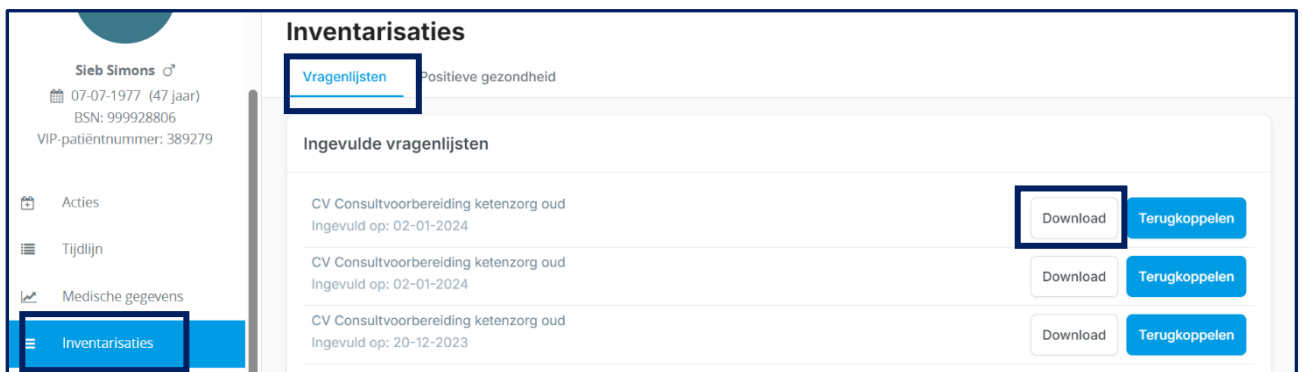 Sieb Simons ♂
07-07-1977 (47 jaar)
BSN: 999928806
VIP-patiëntnummer: 389279
Acties
Tijdlijn
Medische gegevens
Inventarisaties
Inventarisaties
Vragenlijsten Positieve gezondheid
Ingevulde vragenlijsten
CV Consultvoorbereiding ketenzorg oud
Ingevuld op: 02-01-2024
Download Terugkoppelen
CV Consultvoorbereiding ketenzorg oud
Ingevuld op: 02-01-2024
Download Terugkoppelen
CV Consultvoorbereiding ketenzorg oud
Ingevuld op: 20-12-2023
Download Terugkoppelen